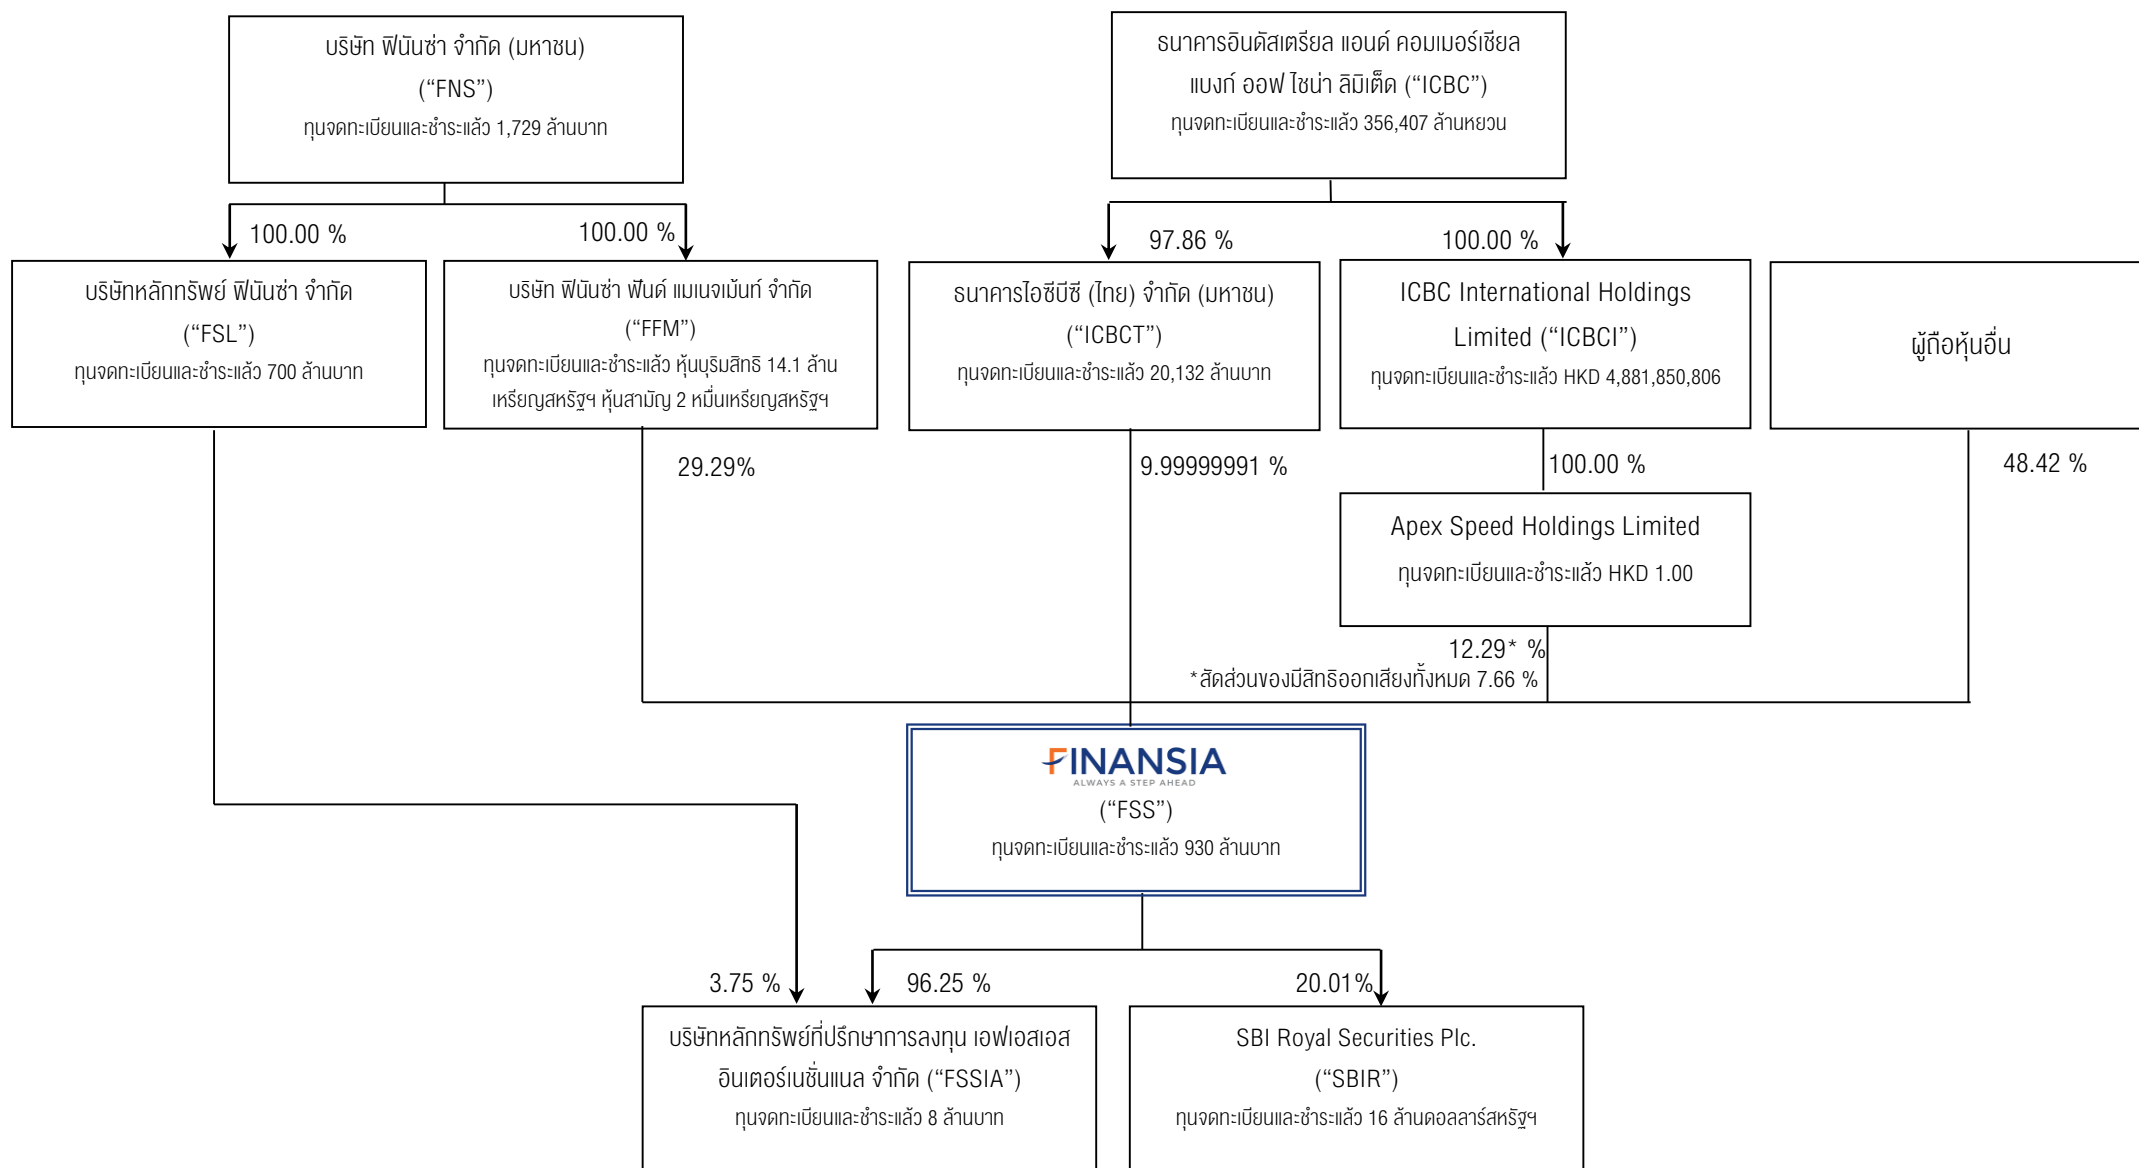 บริษัท ฟินันซ่า จำกัด (มหาชน)
(“FNS”)
ทุนจดทะเบียนและชำระแล้ว 1,729 ล้านบาท
ธนาคารอินดัสเตรียล แอนด์ คอมเมอร์เชียล
แบงก์ ออฟ ไชน่า ลิมิเต็ด (“ICBC”)
ทุนจดทะเบียนและชำระแล้ว 356,407 ล้านหยวน
100.00 %
100.00 %
97.86 %
100.00 %
บริษัทหลักทรัพย์ ฟินันซ่า จำกัด
(“FSL”)
ทุนจดทะเบียนและชำระแล้ว 700 ล้านบาท
บริษัท ฟินันซ่า ฟันด์ แมเนจเม้นท์ จำกัด
(“FFM”)
ทุนจดทะเบียนและชำระแล้ว หุ้นบุริมสิทธิ 14.1 ล้าน
เหรียญสหรัฐฯ หุ้นสามัญ 2 หมื่นเหรียญสหรัฐฯ
ธนาคารไอซีบีซี (ไทย) จำกัด (มหาชน)
(“ICBCT”)
ทุนจดทะเบียนและชำระแล้ว 20,132 ล้านบาท
ICBC International Holdings
Limited (“ICBCI”)
ทุนจดทะเบียนและชำระแล้ว HKD 4,881,850,806
ผู้ถือหุ้นอื่น
29.29%
9.99999991 %
100.00 %
48.42 %
Apex Speed Holdings Limited
ทุนจดทะเบียนและชำระแล้ว HKD 1.00
12.29* %
*สัดส่วนของมีสิทธิออกเสียงทั้งหมด 7.66 %
FINANSIA
ALWAYS A STEP AHEAD
(“FSS”)
ทุนจดทะเบียนและชำระแล้ว 930 ล้านบาท
3.75 %
96.25 %
20.01%
บริษัทหลักทรัพย์ที่ปรึกษาการลงทุน เอฟเอสเอส
อินเตอร์เนชั่นแนล จำกัด (“FSSIA”)
ทุนจดทะเบียนและชำระแล้ว 8 ล้านบาท
SBI Royal Securities Plc.
(“SBIR”)
ทุนจดทะเบียนและชำระแล้ว 16 ล้านดอลลาร์สหรัฐฯ